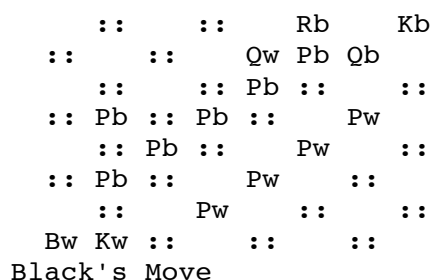 :: :: Rb Kb
:: :: Qw Pb Qb
:: :: Pb :: ::
:: Pb :: Pb :: Pw
:: Pb :: Pw ::
:: Pb :: Pw ::
:: Pw :: ::
Bw Kw :: :: ::
Black's Move